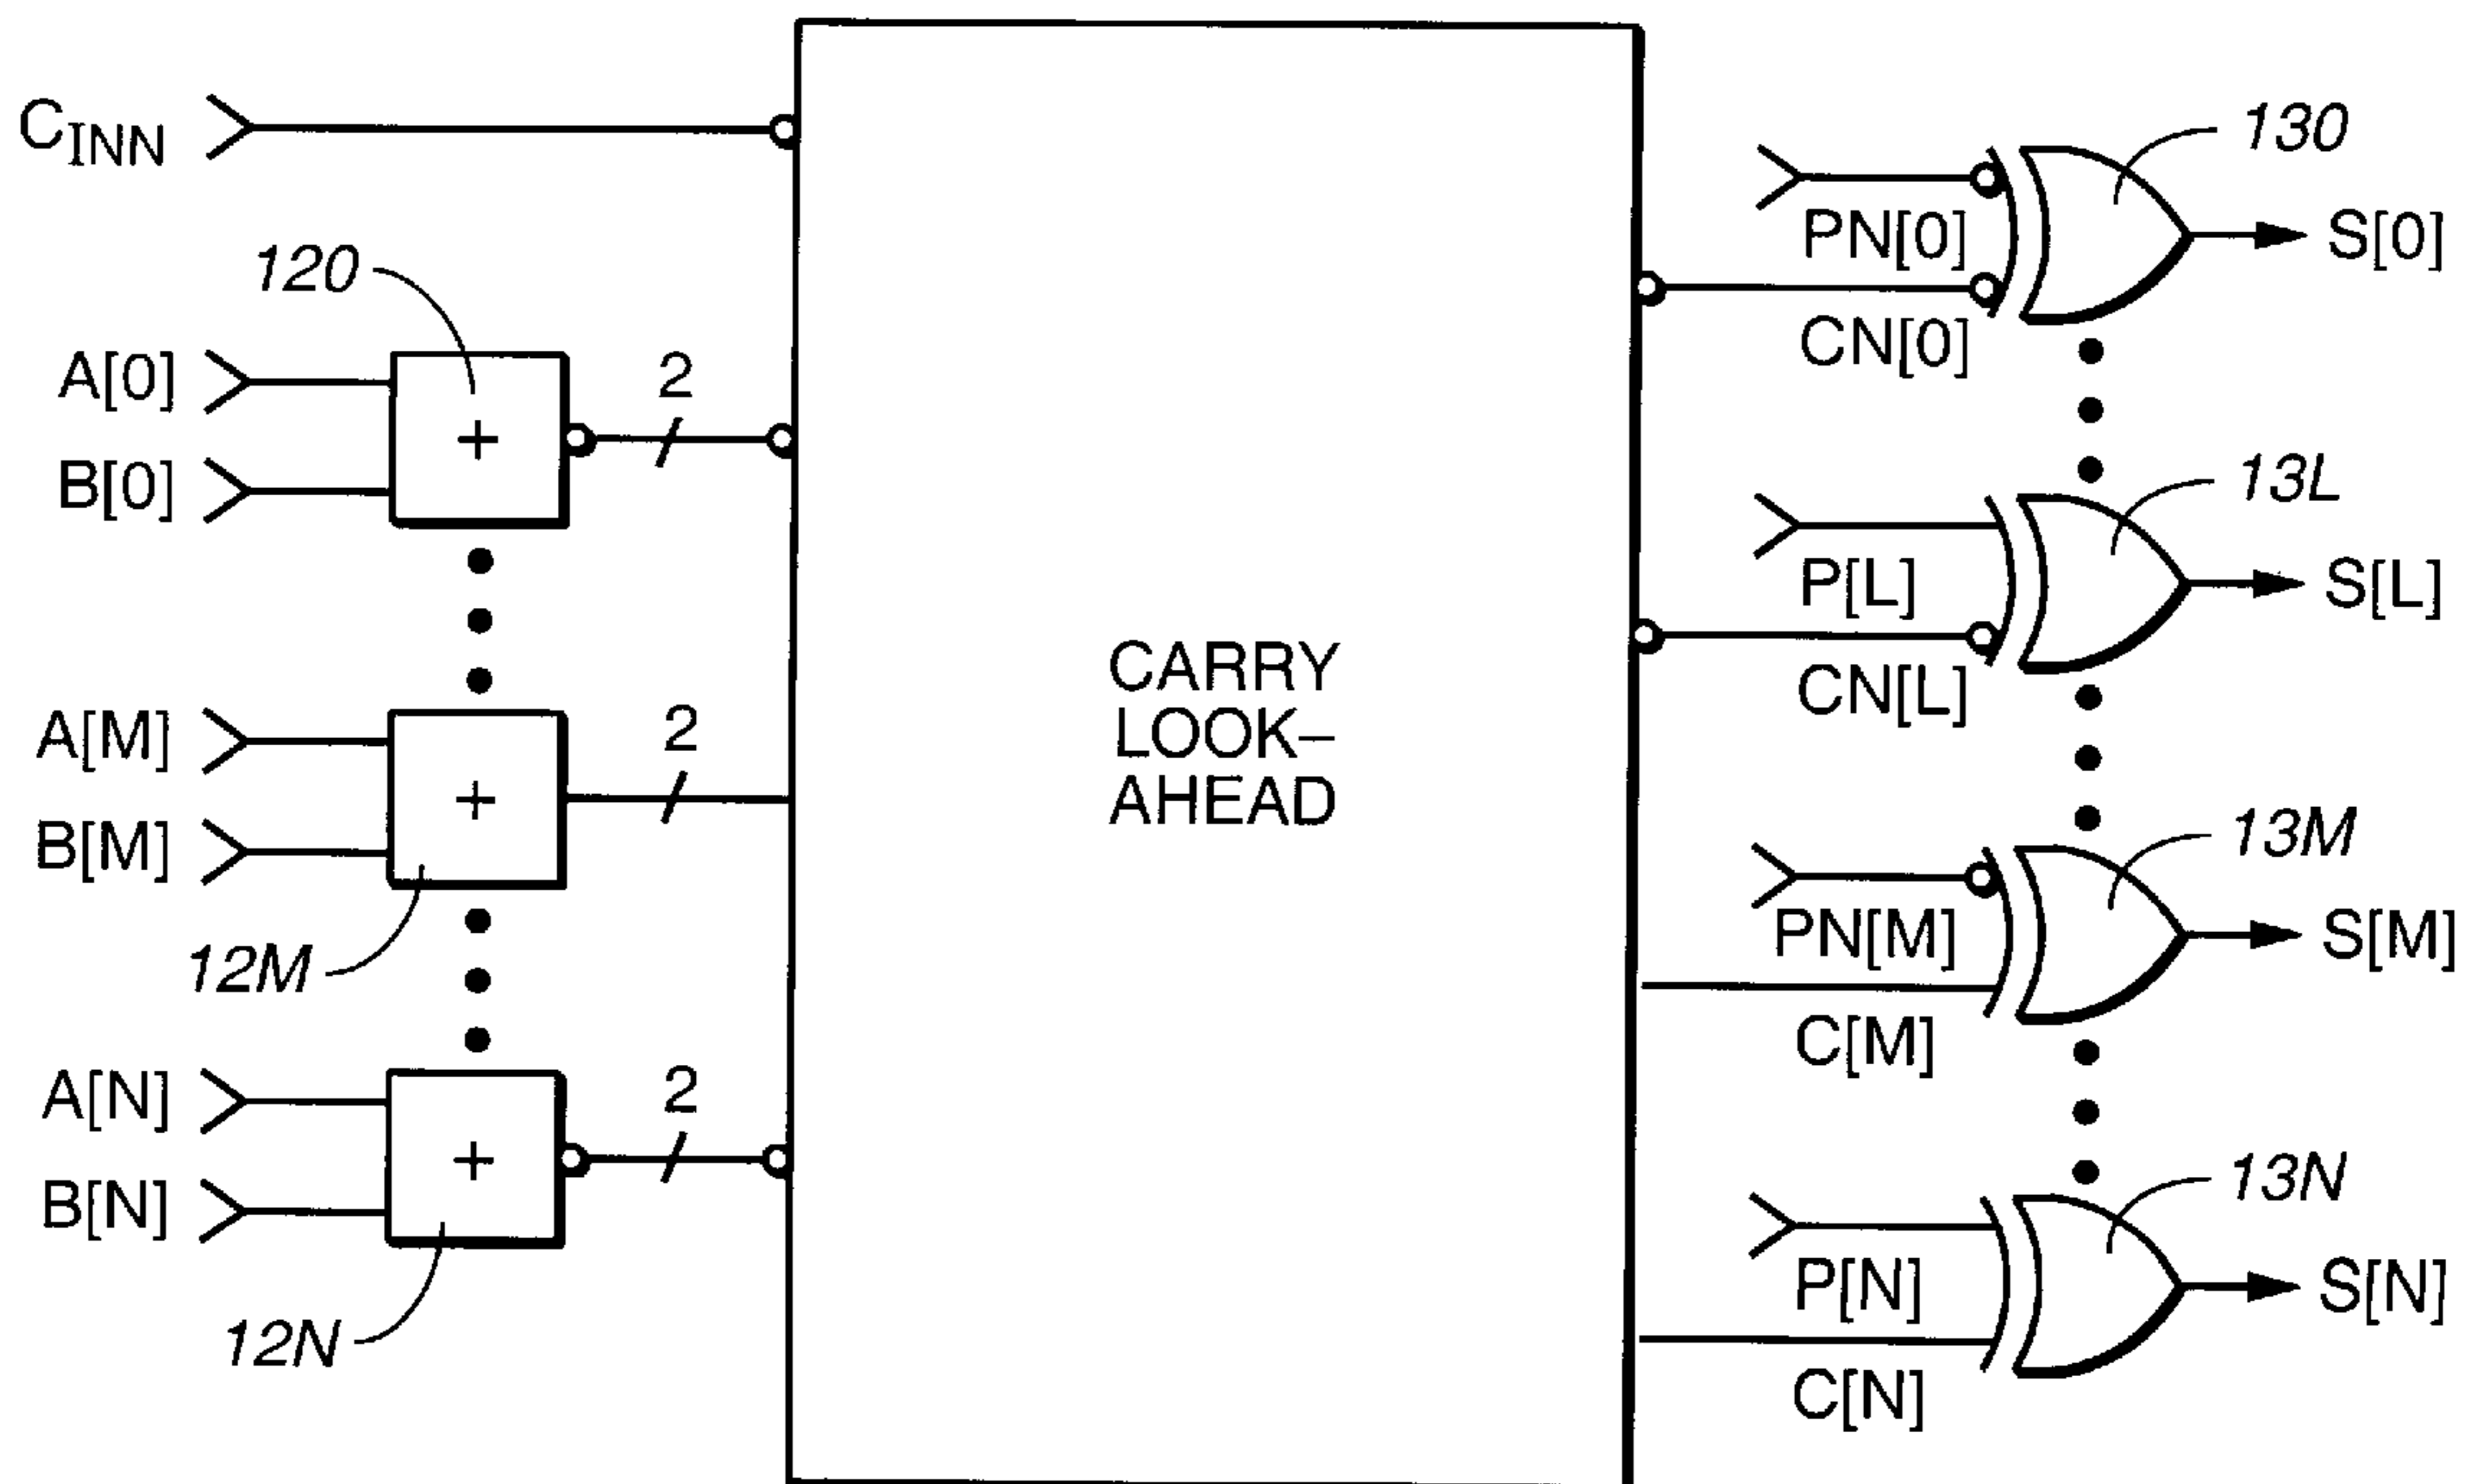 C_INN
120
A[0]
B[0]
+
2
A[M]
B[M]
+
2
12M
A[N]
B[N]
+
2
12N
CARRY
LOOK–
AHEAD
130
PN[0]
CN[0]
S[0]
13L
P[L]
CN[L]
S[L]
13M
PN[M]
C[M]
S[M]
13N
P[N]
C[N]
S[N]